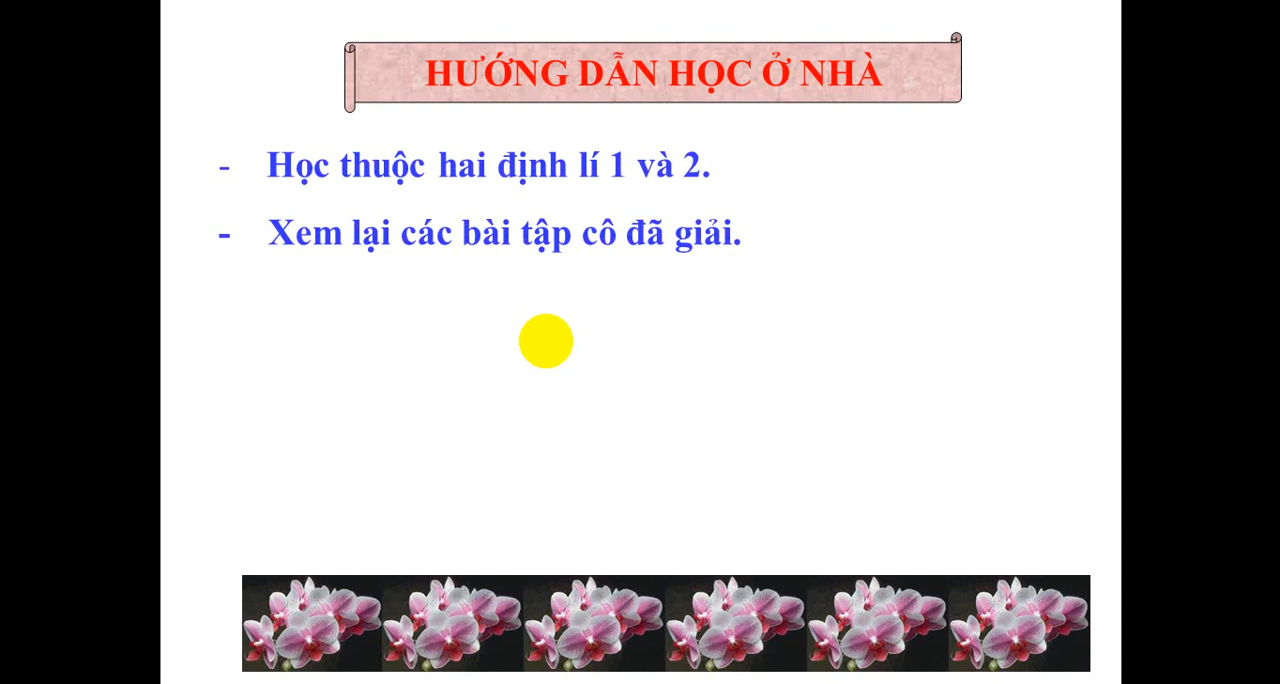 HƯỚNG DẪN HỌC Ở NHÀ
- Học thuộc hai định lí 1 và 2.
- Xem lại các bài tập cô đã giải.